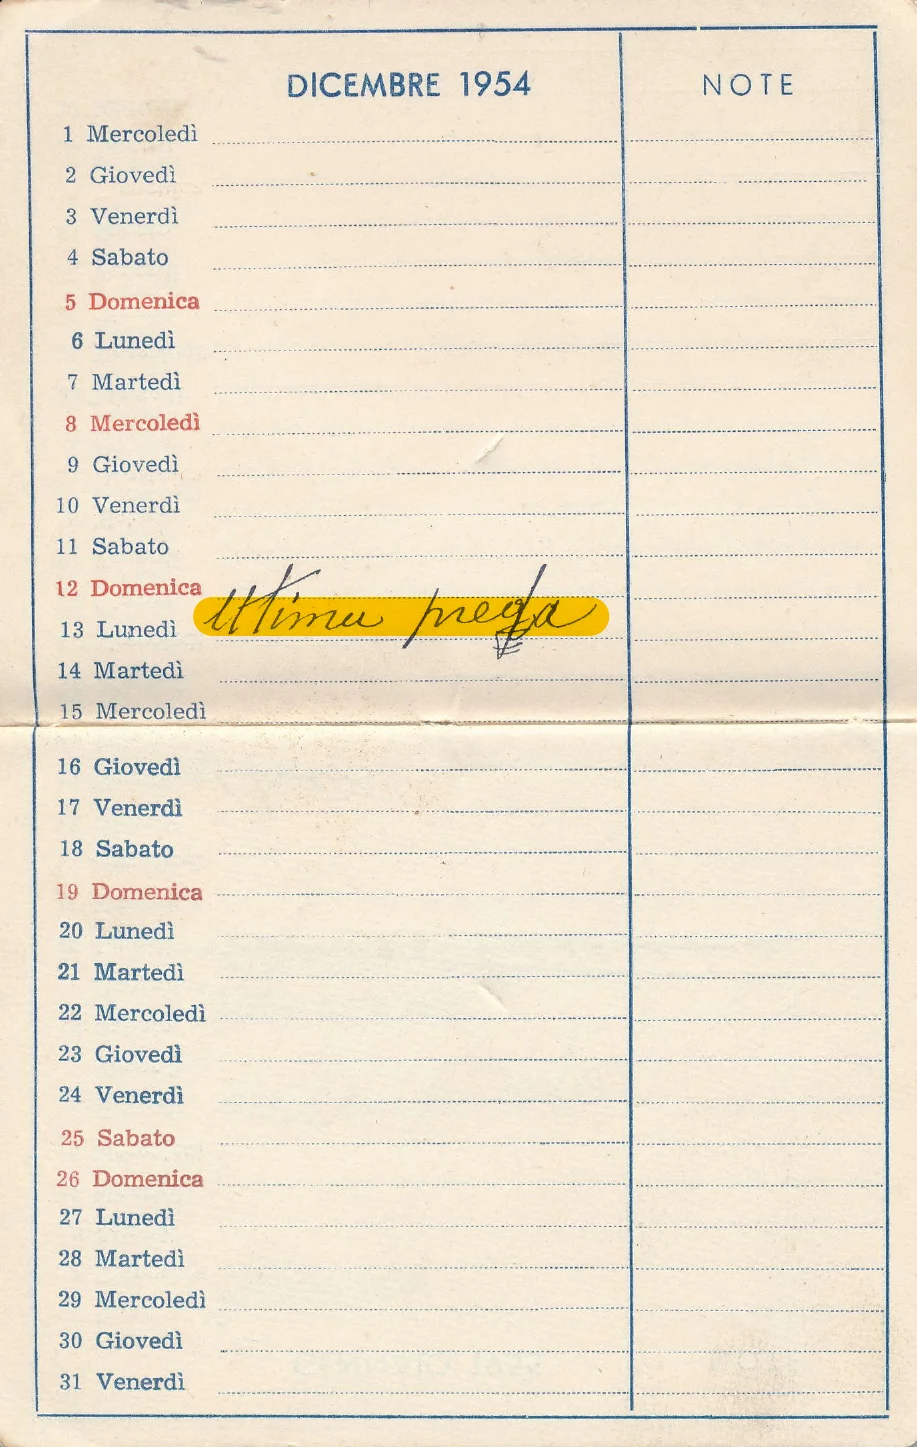 DICEMBRE 1954 NOTE
1 Mercoledì
2 Giovedì
3 Venerdì
4 Sabato
5 Domenica
6 Lunedì
7 Martedì
8 Mercoledì
9 Giovedì
10 Venerdì
11 Sabato
12 Domenica
13 Lunedì ultima
14 Martedì
15 Mercoledì
16 Giovedì
17 Venerdì
18 Sabato
19 Domenica
20 Lunedì
21 Martedì
22 Mercoledì
23 Giovedì
24 Venerdì
25 Sabato
26 Domenica
27 Lunedì
28 Martedì
29 Mercoledì
30 Giovedì
31 Venerdì